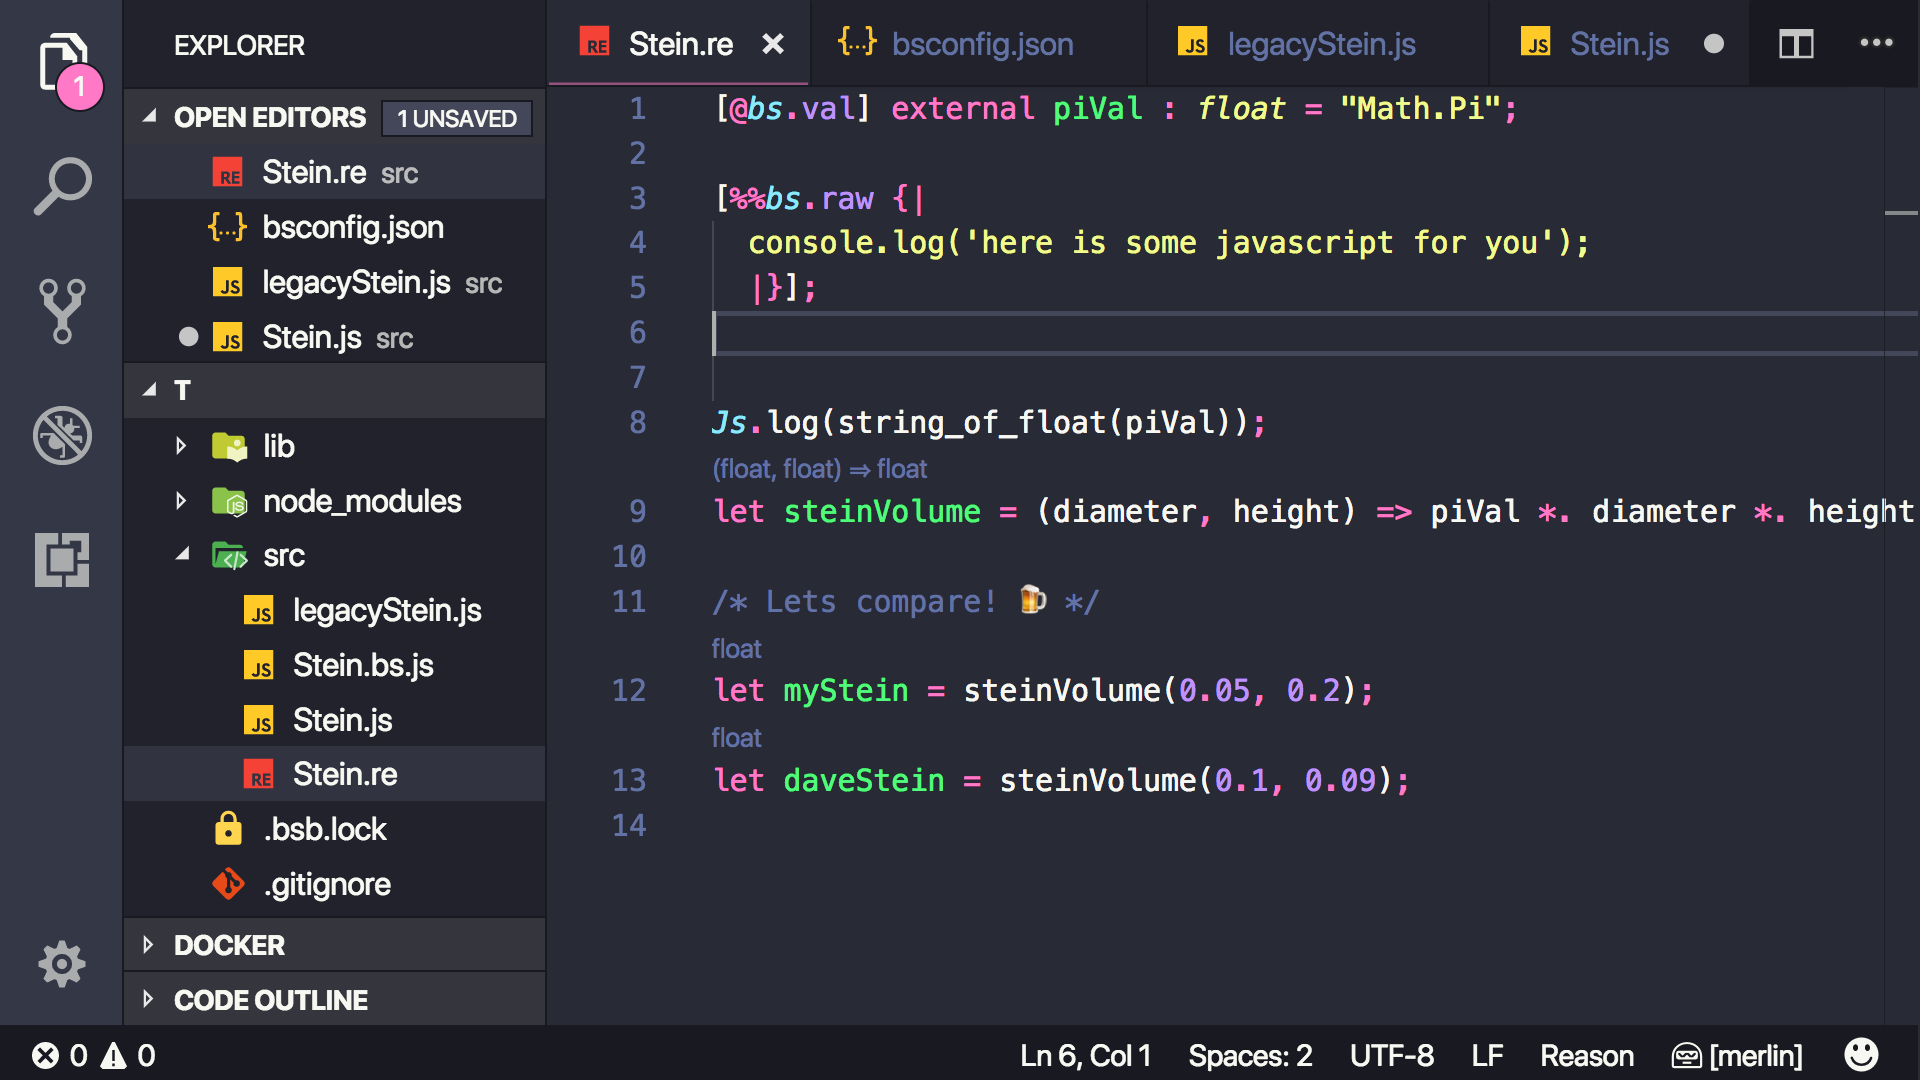 EXPLORER
1
OPEN EDITORS 1 UNSAVED
RE Stein.re src
{...} bsconfig.json
JS legacyStein.js src
JS Stein.js src
T
lib
JS node_modules
src
JS legacyStein.js
JS Stein.bs.js
JS Stein.js
RE Stein.re
.bsb.lock
.gitignore
DOCKER
CODE OUTLINE
RE Stein.re × {...} bsconfig.json JS legacyStein.js JS Stein.js ● ...
1 [@bs.val] external piVal : float = "Math.Pi";
2
3 [%%bs.raw {|
4 console.log('here is some javascript for you');
5 |}];
6
7
8 Js.log(string_of_float(piVal));
(float, float) => float
9 let steinVolume = (diameter, height) => piVal *. diameter *. height
10
11 /* Lets compare! 🍺 */
float
12 let myStein = steinVolume(0.05, 0.2);
float
13 let daveStein = steinVolume(0.1, 0.09);
14
0 0 Ln 6, Col 1 Spaces: 2 UTF-8 LF Reason [merlin]